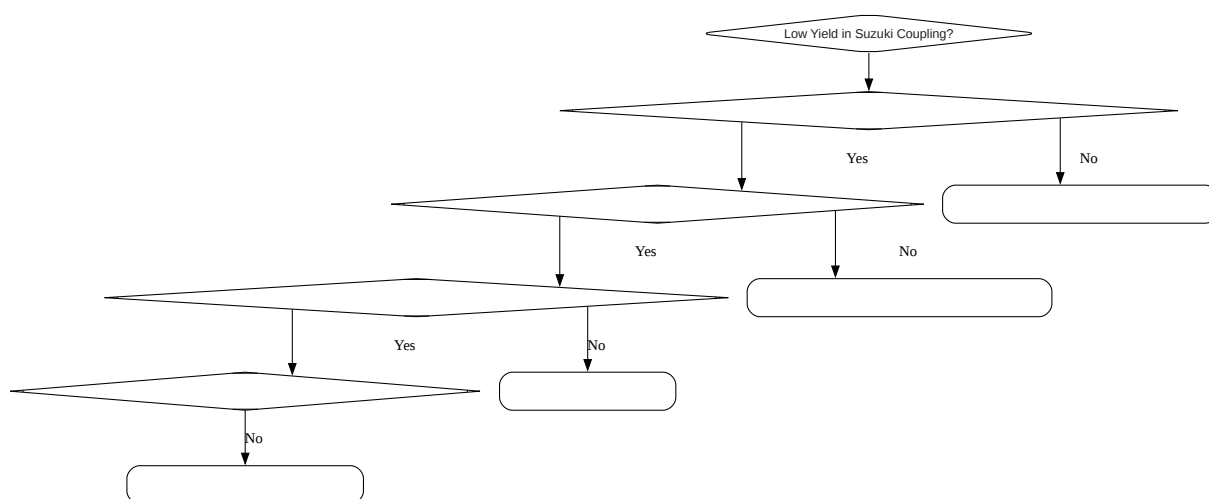 Low Yield in Suzuki Coupling?
Yes
No
Yes
No
Yes
No
No